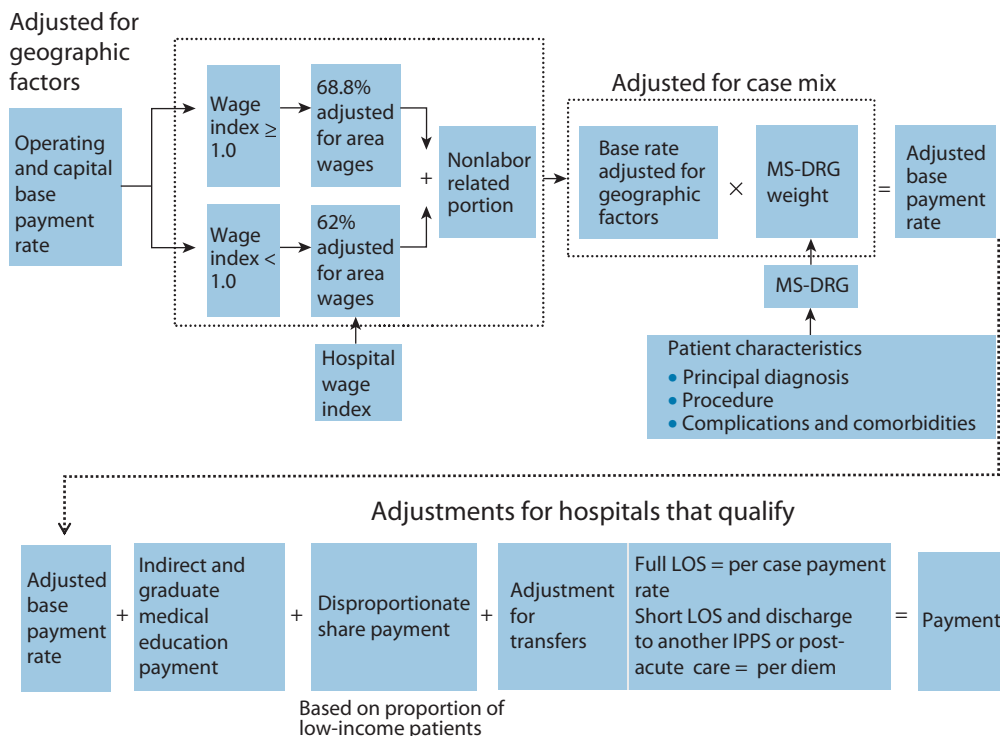 Adjusted for
geographic
factors
Operating
and capital
base
payment
rate
Wage
index ≥
1.0
68.8%
adjusted
for area
wages
Wage
index <
1.0
62%
adjusted
for area
wages
+
Nonlabor
related
portion
Hospital
wage
index
Adjusted for case mix
Base rate
adjusted for
geographic
factors
×
MS-DRG
weight
=
Adjusted
base
payment
rate
MS-DRG
Patient characteristics
• Principal diagnosis
• Procedure
• Complications and comorbidities
Adjustments for hospitals that qualify
Adjusted
base
payment
rate
+
Indirect and
graduate
medical
education
payment
+
Disproportionate
share payment
Based on proportion of
low-income patients
+
Adjustment
for
transfers
Full LOS = per case payment
rate
Short LOS and discharge
to another IPPS or post-
acute care = per diem
=
Payment